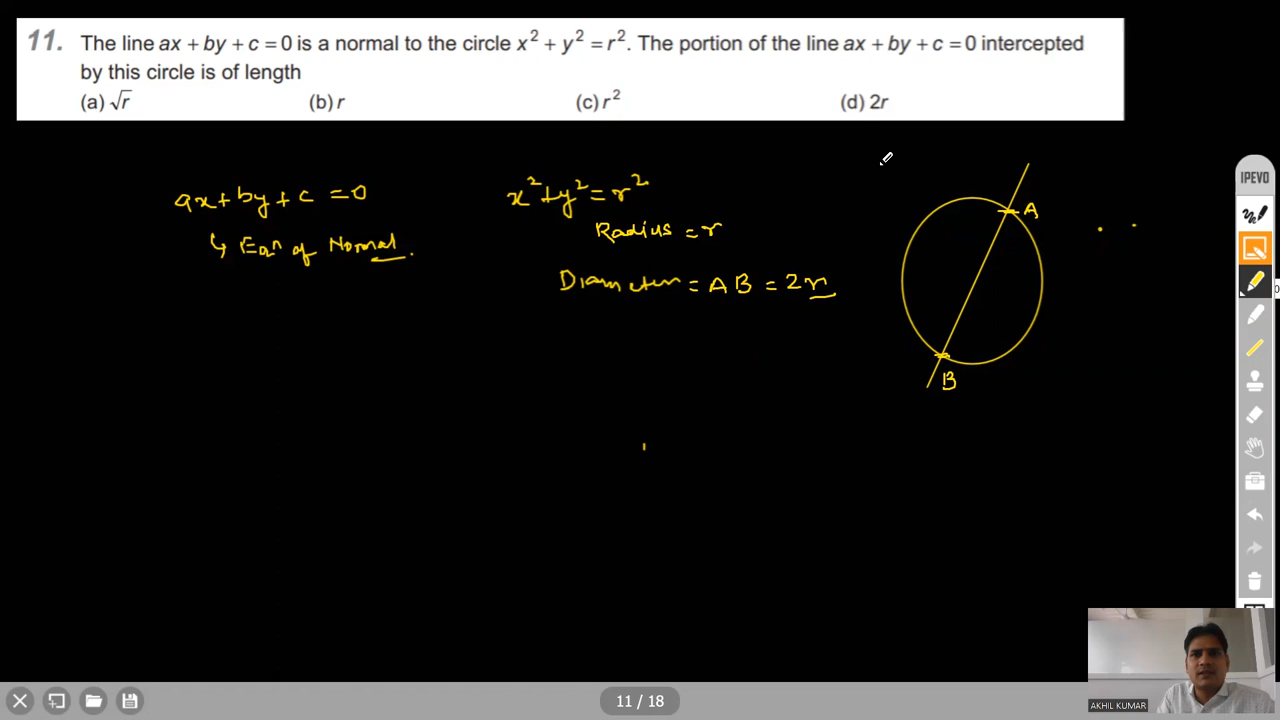 11. The line ax + by + c = 0 is a normal to the circle x² + y² = r². The portion of the line ax + by + c = 0 intercepted
by this circle is of length
(a) √r (b) r (c) r² (d) 2r
ax + by + c = 0
↳ Eqⁿ of Normal.
x² + y² = r²
Radius = r
Diameter = AB = 2r
A
B
IPEVO
11 / 18
AKHIL KUMAR